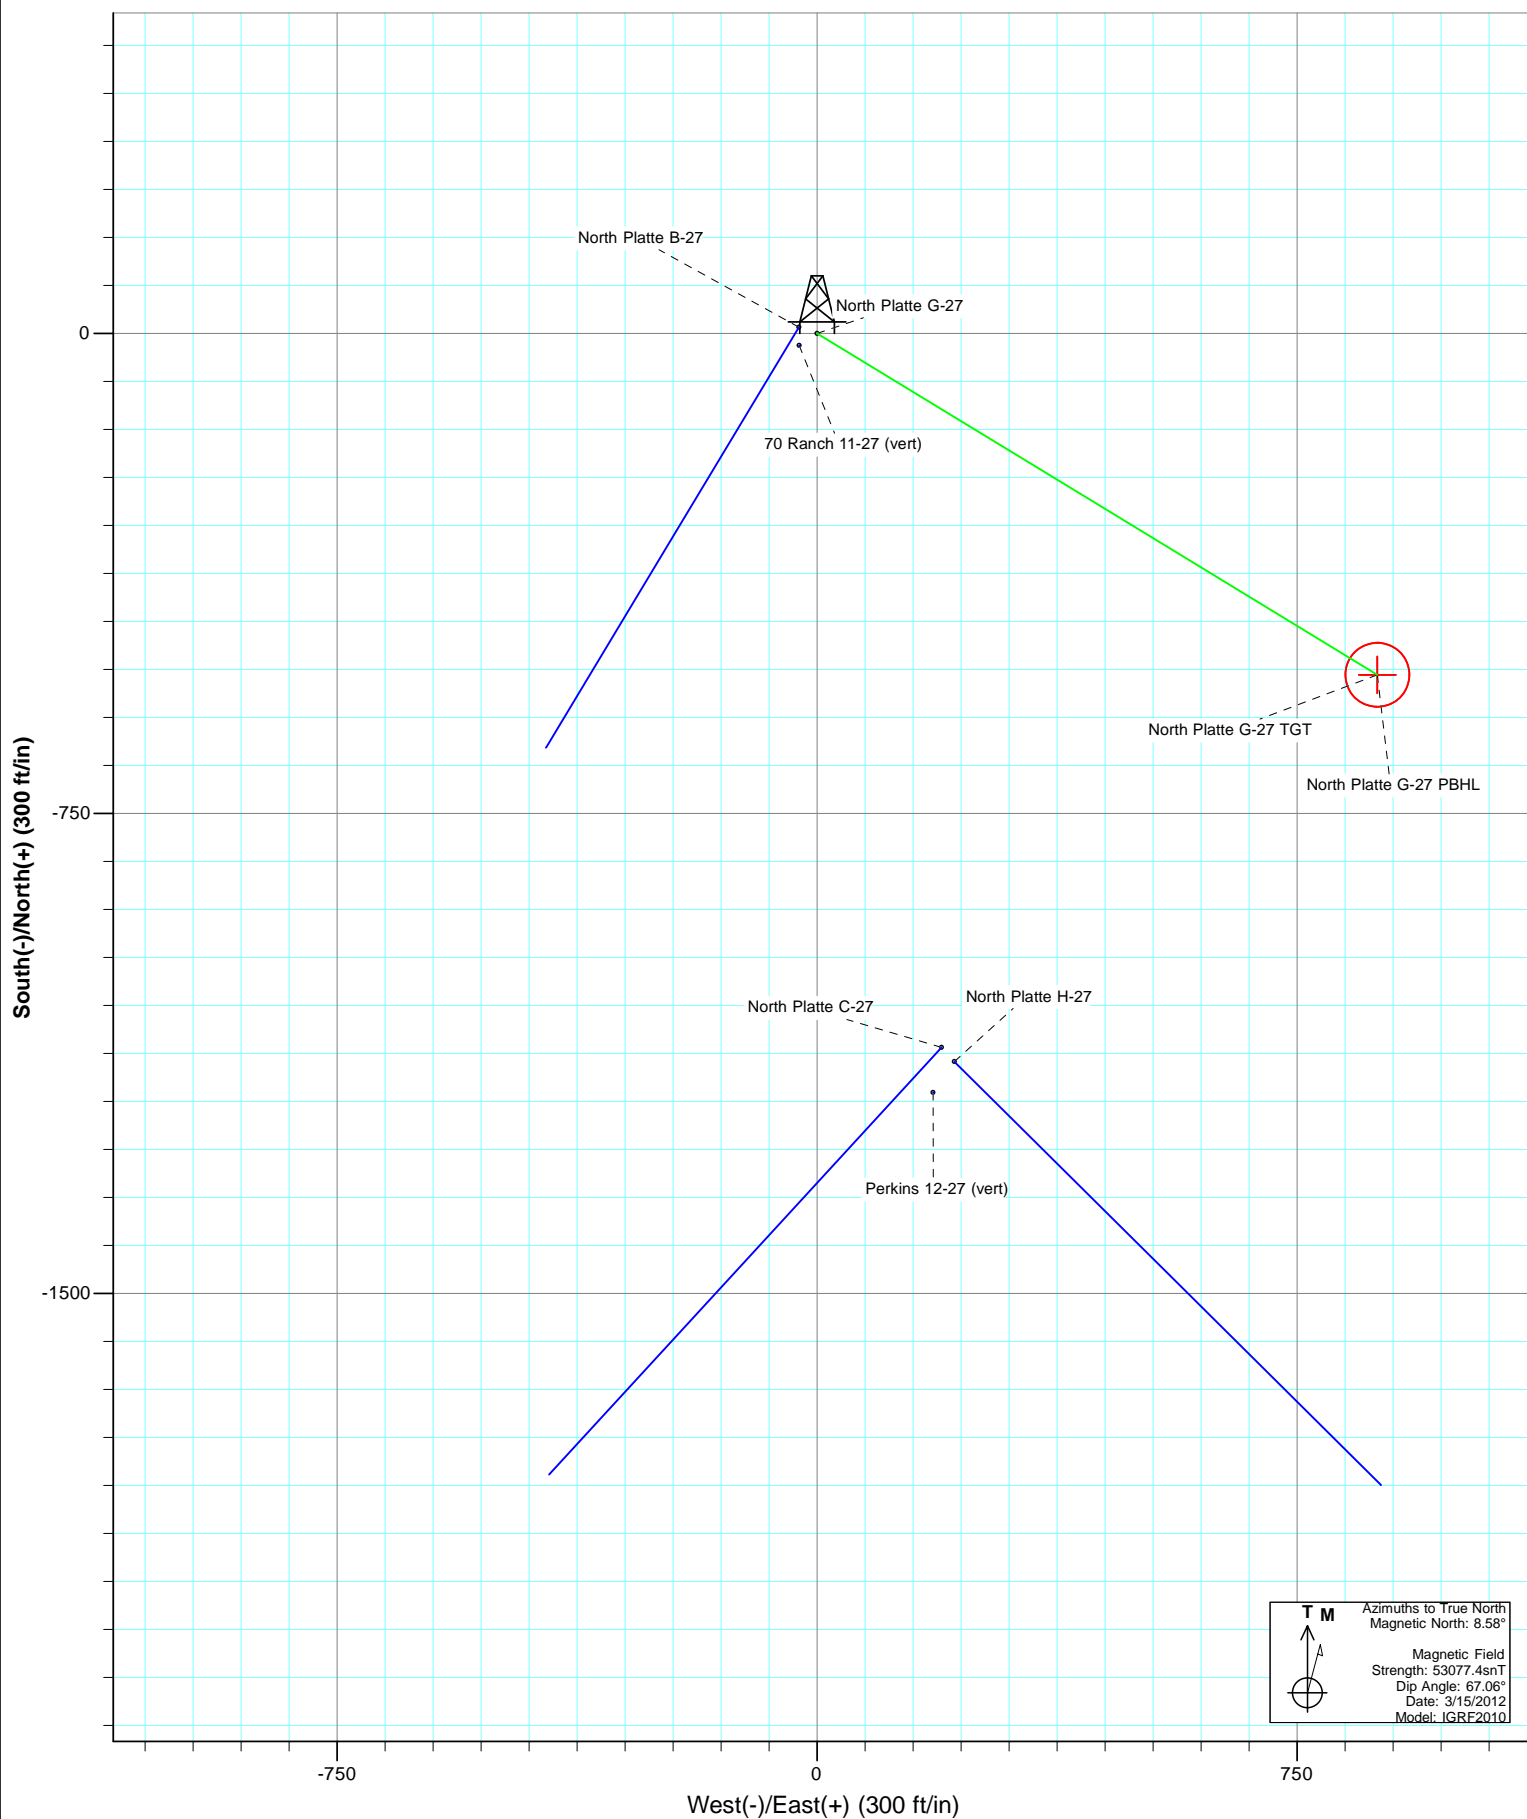 North Platte B-27
North Platte G-27
0
70 Ranch 11-27 (vert)
North Platte G-27 TGT
North Platte G-27 PBHL
South(-)/North(+) (300 ft/in)
-750
North Platte C-27
North Platte H-27
Perkins 12-27 (vert)
-1500
T M
Azimuths to True North
Magnetic North: 8.58°
Magnetic Field
Strength: 53077.4snT
Dip Angle: 67.06°
Date: 3/15/2012
Model: IGRF2010
-750
0
750
West(-)/East(+) (300 ft/in)